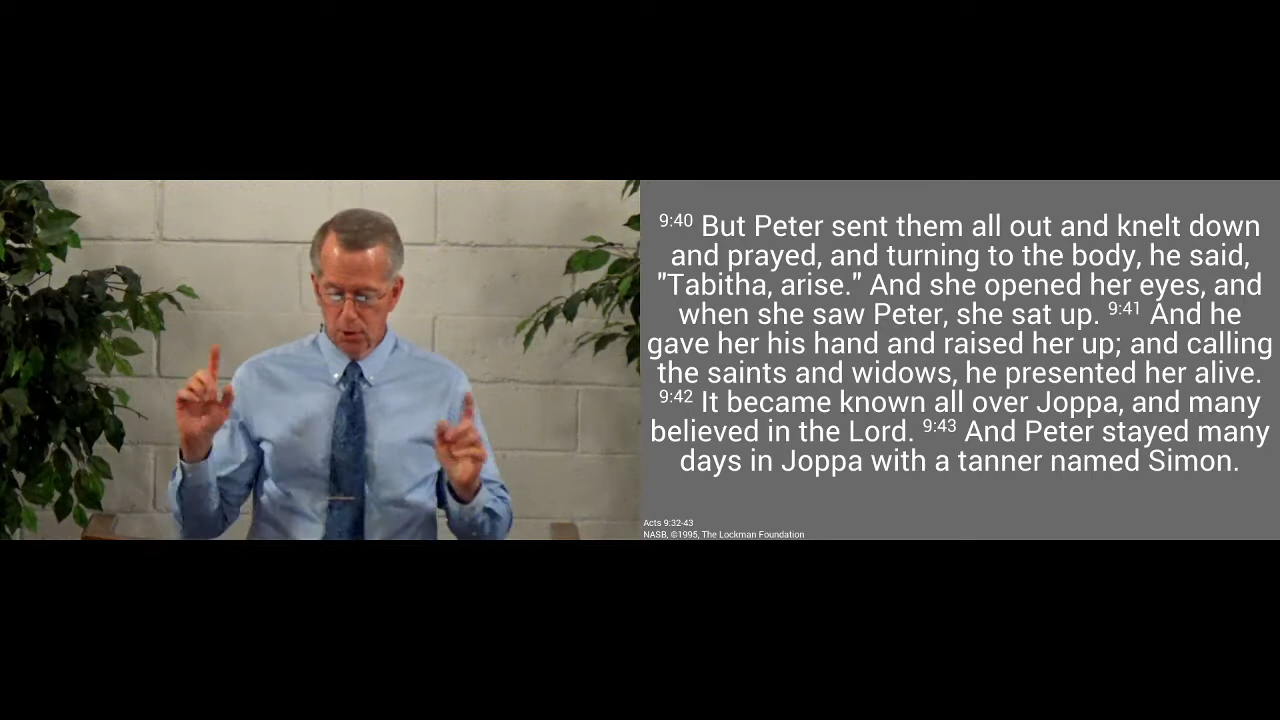 9:40 But Peter sent them all out and knelt down
and prayed, and turning to the body, he said,
"Tabitha, arise." And she opened her eyes, and
when she saw Peter, she sat up. 9:41 And he
gave her his hand and raised her up; and calling
the saints and widows, he presented her alive.
9:42 It became known all over Joppa, and many
believed in the Lord. 9:43 And Peter stayed many
days in Joppa with a tanner named Simon.
Acts 9:32-43
NASB, ©1995, The Lockman Foundation